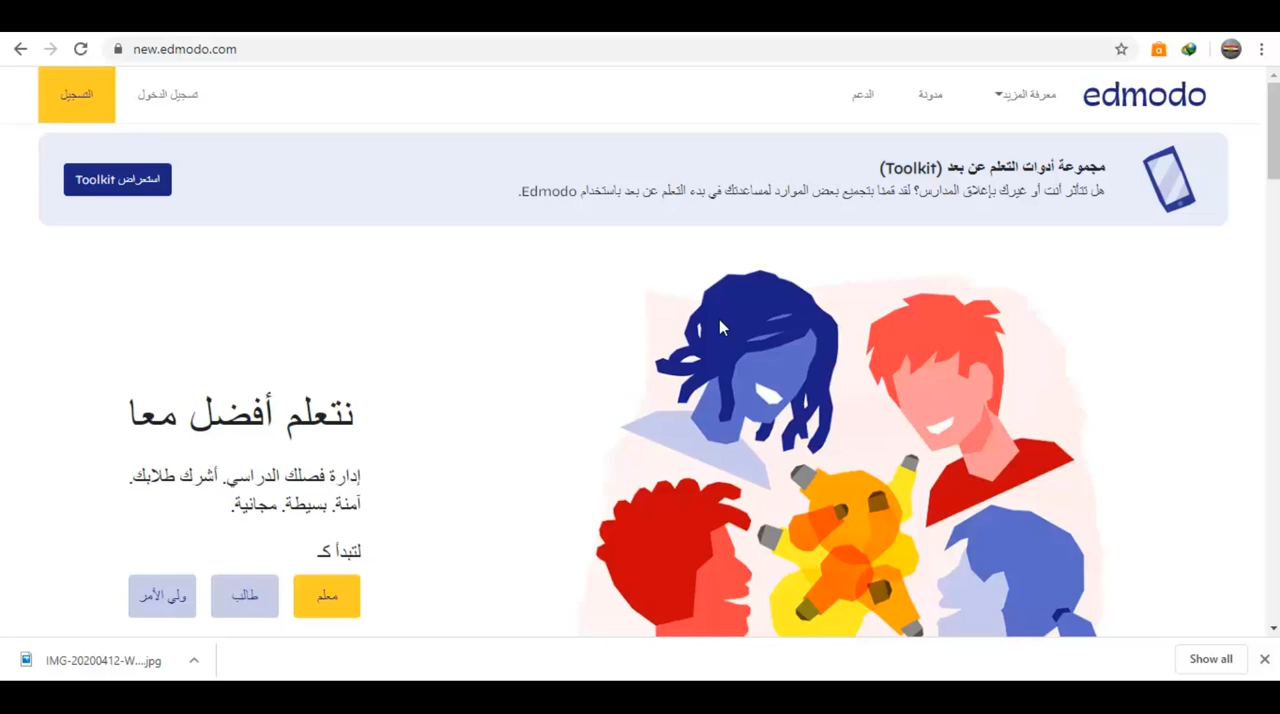 new.edmodo.com
edmodo
معرفة المزيد
مدونة
الدعم
تسجيل الدخول
التسجيل
مجموعة أدوات التعلم عن بعد (Toolkit)
هل تتأثر أنت أو غيرك بإغلاق المدارس؟ لقد قمنا بتجميع بعض الموارد لمساعدتك في بدء التعلم عن بعد باستخدام Edmodo.
استعراض Toolkit
نتعلم أفضل معا
إدارة فصلك الدراسي. أشرك طلابك.
آمنة. بسيطة. مجانية.
لتبدأ كـ
معلم
طالب
ولي الأمر
IMG-20200412-W....jpg
Show all